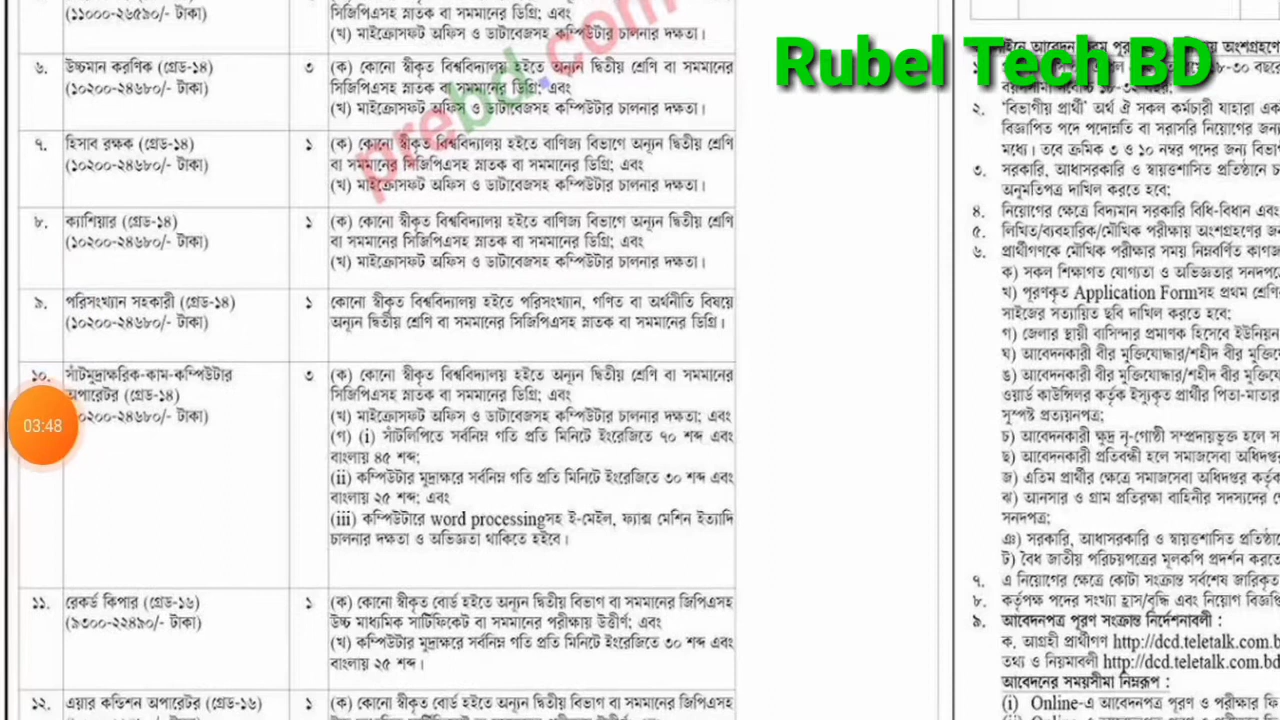 (১১০০০-২৬৫৯০/- টাকা)
সিজিপিএসহ স্নাতক বা সমমানের ডিগ্রি; এবং
(খ) মাইক্রোসফট অফিস ও ডাটাবেজসহ কম্পিউটার চালনার দক্ষতা।
৬. উচ্চমান করণিক (গ্রেড-১৪)
(১০২০০-২৪৬৮০/- টাকা)
৩
(ক) কোনো স্বীকৃত বিশ্ববিদ্যালয় হইতে অন্যূন দ্বিতীয় শ্রেণি বা সমমানের
সিজিপিএসহ স্নাতক বা সমমানের ডিগ্রি; এবং
(খ) মাইক্রোসফট অফিস ও ডাটাবেজসহ কম্পিউটার চালনার দক্ষতা।
৭. হিসাব রক্ষক (গ্রেড-১৪)
(১০২০০-২৪৬৮০/- টাকা)
১
(ক) কোনো স্বীকৃত বিশ্ববিদ্যালয় হইতে বাণিজ্য বিভাগে অন্যূন দ্বিতীয় শ্রেণি
বা সমমানের সিজিপিএসহ স্নাতক বা সমমানের ডিগ্রি; এবং
(খ) মাইক্রোসফট অফিস ও ডাটাবেজসহ কম্পিউটার চালনার দক্ষতা।
৮. ক্যাশিয়ার (গ্রেড-১৪)
(১০২০০-২৪৬৮০/- টাকা)
১
(ক) কোনো স্বীকৃত বিশ্ববিদ্যালয় হইতে বাণিজ্য বিভাগে অন্যূন দ্বিতীয় শ্রেণি
বা সমমানের সিজিপিএসহ স্নাতক বা সমমানের ডিগ্রি; এবং
(খ) মাইক্রোসফট অফিস ও ডাটাবেজসহ কম্পিউটার চালনার দক্ষতা।
৯. পরিসংখ্যান সহকারী (গ্রেড-১৪)
(১০২০০-২৪৬৮০/- টাকা)
১
কোনো স্বীকৃত বিশ্ববিদ্যালয় হইতে পরিসংখ্যান, গণিত বা অর্থনীতি বিষয়ে
অন্যূন দ্বিতীয় শ্রেণি বা সমমানের সিজিপিএসহ স্নাতক বা সমমানের ডিগ্রি।
১০. সাঁটমুদ্রাক্ষরিক-কাম-কম্পিউটার
অপারেটর (গ্রেড-১৪)
১০২০০-২৪৬৮০/- টাকা)
৩
(ক) কোনো স্বীকৃত বিশ্ববিদ্যালয় হইতে অন্যূন দ্বিতীয় শ্রেণি বা সমমানের
সিজিপিএসহ স্নাতক বা সমমানের ডিগ্রি; এবং
(খ) মাইক্রোসফট অফিস ও ডাটাবেজসহ কম্পিউটার চালনার দক্ষতা; এবং
(গ) (i) সাঁটলিপিতে সর্বনিম্ন গতি প্রতি মিনিটে ইংরেজিতে ৭০ শব্দ এবং
বাংলায় ৪৫ শব্দ;
(ii) কম্পিউটার মুদ্রাক্ষরে সর্বনিম্ন গতি প্রতি মিনিটে ইংরেজিতে ৩০ শব্দ এবং
বাংলায় ২৫ শব্দ; এবং
(iii) কম্পিউটারে word processingসহ ই-মেইল, ফ্যাক্স মেশিন ইত্যাদি
চালনার দক্ষতা ও অভিজ্ঞতা থাকিতে হইবে।
03:48
১১. রেকর্ড কিপার (গ্রেড-১৬)
(৯৩০০-২২৪৯০/- টাকা)
১
(ক) কোনো স্বীকৃত বোর্ড হইতে অন্যূন দ্বিতীয় বিভাগ বা সমমানের জিপিএসহ
উচ্চ মাধ্যমিক সার্টিফিকেট বা সমমানের পরীক্ষায় উত্তীর্ণ; এবং
(খ) কম্পিউটার মুদ্রাক্ষরে সর্বনিম্ন গতি প্রতি মিনিটে ইংরেজিতে ৩০ শব্দ এবং
বাংলায় ২৫ শব্দ।
১২. এয়ার কন্ডিশন অপারেটর (গ্রেড-১৬)
১
(ক) কোনো স্বীকৃত বোর্ড হইতে অন্যূন দ্বিতীয় বিভাগ বা সমমানের জিপিএসহ
prebd.com
Rubel Tech BD
২. 'বিভাগীয় প্রার্থী' অর্থ ঐ সকল কর্মচারী যাহারা
বিজ্ঞাপিত পদে পদোন্নতি বা সরাসরি নিয়োগের
মধ্যে। তবে ক্রমিক ৩ ও ১০ নম্বর পদের জন্য
৩. সরকারি, আধাসরকারি ও স্বায়ত্তশাসিত প্রতিষ্ঠানে
অনুমতিপত্র দাখিল করতে হবে;
৪. নিয়োগের ক্ষেত্রে বিদ্যমান সরকারি বিধি-বিধান
৫. লিখিত/ব্যবহারিক/মৌখিক পরীক্ষায় অংশগ্রহণের
৬. প্রার্থীগণকে মৌখিক পরীক্ষার সময় নিম্নবর্ণিত
ক) সকল শিক্ষাগত যোগ্যতা ও অভিজ্ঞতার
খ) পূরণকৃত Application Formসহ প্রথম
সাইজের সত্যায়িত ছবি দাখিল করতে হবে;
গ) জেলার স্থায়ী বাসিন্দার প্রমাণক হিসেবে ইউনিয়ন
ঘ) আবেদনকারী বীর মুক্তিযোদ্ধার/শহীদ বীর
ঙ) আবেদনকারী বীর মুক্তিযোদ্ধার/শহীদ বীর
ওয়ার্ড কাউন্সিলর কর্তৃক ইস্যুকৃত প্রার্থীর
সুস্পষ্ট প্রত্যয়নপত্র;
চ) আবেদনকারী ক্ষুদ্র নৃ-গোষ্ঠী সম্প্রদায়ভুক্ত হলে
ছ) আবেদনকারী প্রতিবন্ধী হলে সমাজসেবা
জ) এতিম প্রার্থীর ক্ষেত্রে সমাজসেবা অধিদপ্তর
ঝ) আনসার ও গ্রাম প্রতিরক্ষা বাহিনীর সদস্যদের
সনদপত্র;
ঞ) সরকারি, আধাসরকারি ও স্বায়ত্তশাসিত
ট) বৈধ জাতীয় পরিচয়পত্রের মূলকপি প্রদর্শন
৭. এ নিয়োগের ক্ষেত্রে কোটা সংক্রান্ত সর্বশেষ
৮. কর্তৃপক্ষ পদের সংখ্যা হ্রাস/বৃদ্ধি এবং নিয়োগ
৯. আবেদনপত্র পূরণ সংক্রান্ত নির্দেশনাবলী :
ক. আগ্রহী প্রার্থীগণ http://dcd.teletalk.com.b
তথ্য ও নিয়মাবলী http://dcd.teletalk.com.bd
আবেদনের সময়সীমা নিম্নরূপ :
(i) Online-এ আবেদনপত্র পূরণ ও পরীক্ষার